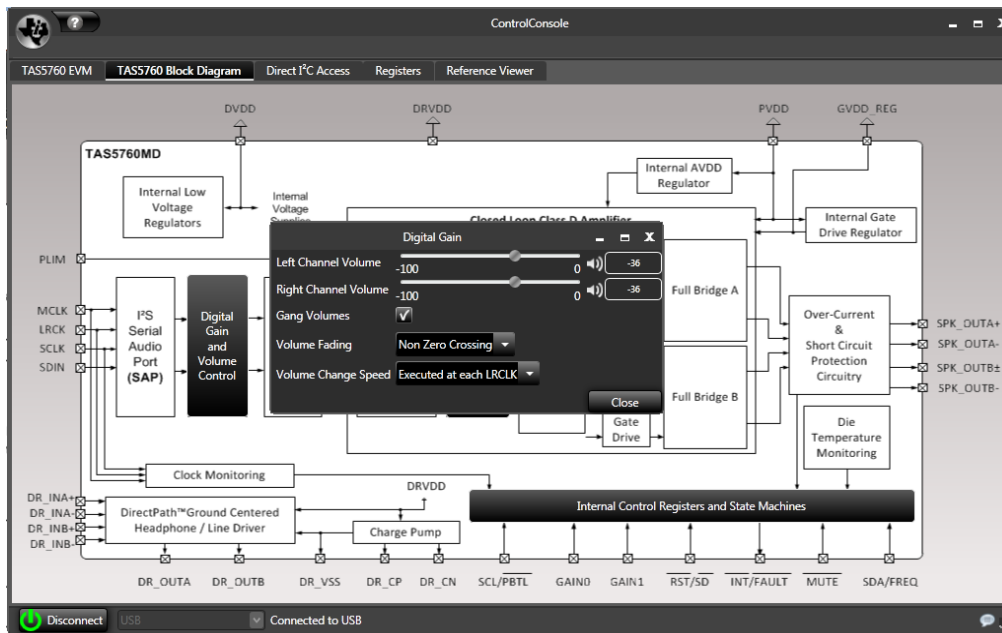 ?
ControlConsole
TAS5760 EVM
TAS5760 Block Diagram
Direct I²C Access
Registers
Reference Viewer
DVDD
DRVDD
PVDD
GVDD_REG
TAS5760MD
Internal Low
Voltage
Regulators
Internal
Voltage
Internal AVDD
Regulator
Closed Loop Class D Amplifier
Internal Gate
Drive Regulator
Digital Gain
X
Left Channel Volume
-100
0
-36
Right Channel Volume
-100
0
-36
Gang Volumes
Volume Fading
Non Zero Crossing
Volume Change Speed
Executed at each LRCLK
Close
PLIM
MCLK
LRCK
SCLK
SDIN
I²S
Serial
Audio
Port
(SAP)
Digital
Gain
and
Volume
Control
Full Bridge A
Full Bridge B
Gate
Drive
Over-Current
&
Short Circuit
Protection
Circuitry
SPK_OUTA+
SPK_OUTA-
SPK_OUTB±
SPK_OUTB-
Die
Temperature
Monitoring
Clock Monitoring
DR_INA+
DR_INA-
DR_INB+
DR_INB-
DirectPath™Ground Centered
Headphone / Line Driver
DRVDD
Charge Pump
Internal Control Registers and State Machines
DR_OUTA
DR_OUTB
DR_VSS
DR_CP
DR_CN
SCL/PBTL
GAIN0
GAIN1
RST/SD
INT/FAULT
MUTE
SDA/FREQ
Disconnect
USB
Connected to USB